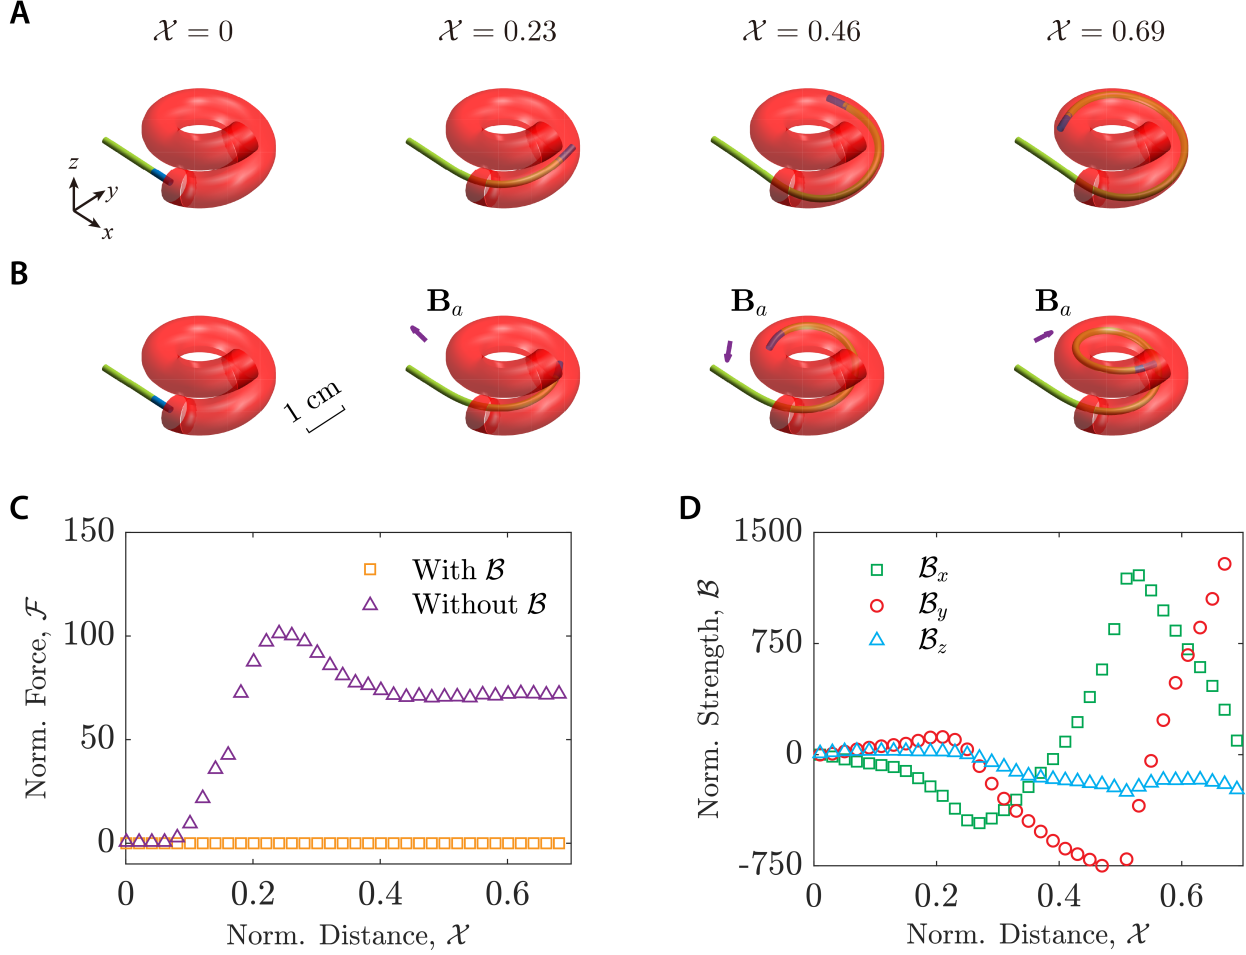 A
𝒳 = 0
𝒳 = 0.23
𝒳 = 0.46
𝒳 = 0.69
z
y
x
B
B_a
B_a
B_a
1 cm
C
150
100
50
0
0
0.2
0.4
0.6
Norm. Force, ℱ
Norm. Distance, 𝒳
With ℬ
Without ℬ
D
1500
750
0
-750
0
0.2
0.4
0.6
Norm. Strength, ℬ
Norm. Distance, 𝒳
ℬ_x
ℬ_y
ℬ_z